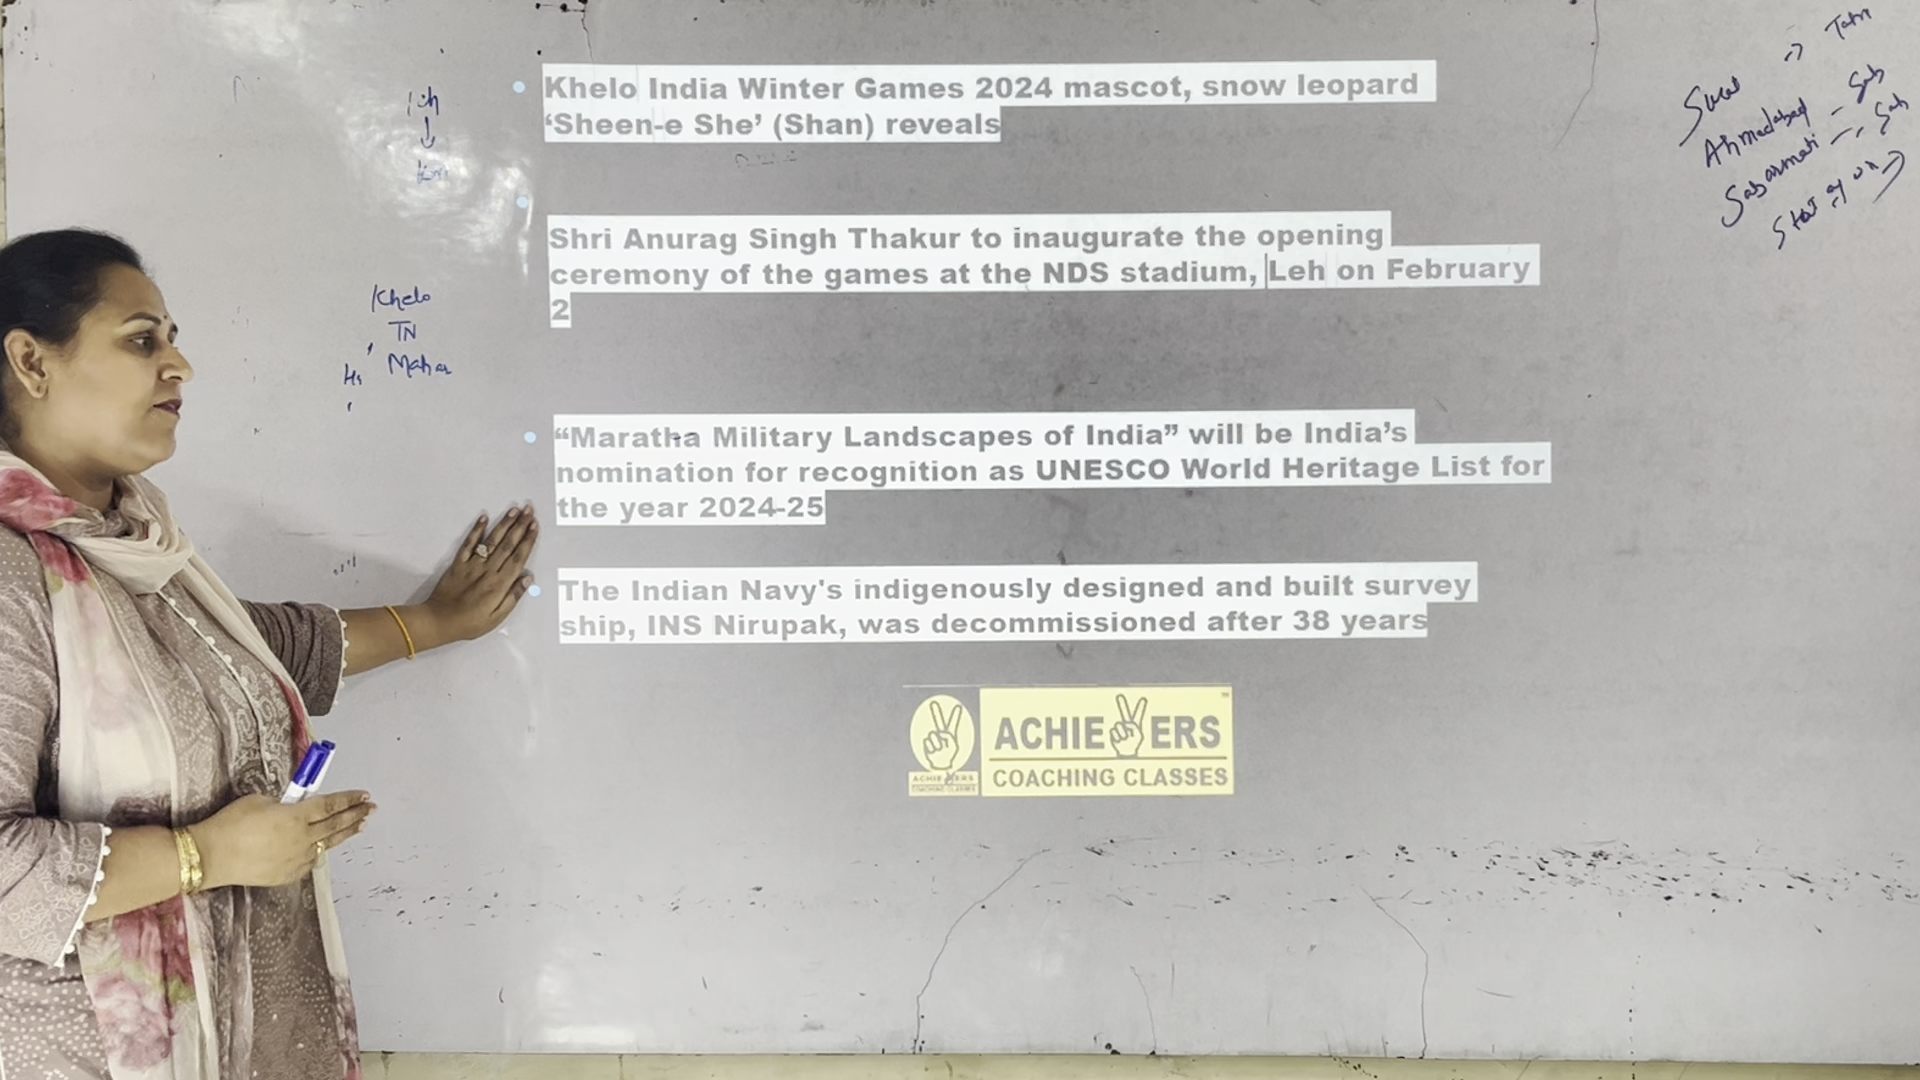 Khelo India Winter Games 2024 mascot, snow leopard
‘Sheen-e She’ (Shan) reveals
Shri Anurag Singh Thakur to inaugurate the opening
ceremony of the games at the NDS stadium, Leh on February
2
“Maratha Military Landscapes of India” will be India’s
nomination for recognition as UNESCO World Heritage List for
the year 2024-25
The Indian Navy's indigenously designed and built survey
ship, INS Nirupak, was decommissioned after 38 years
ACHIEVERS
COACHING CLASSES
Khelo
TN
Mahar
Ahmedabad
Sabarmati